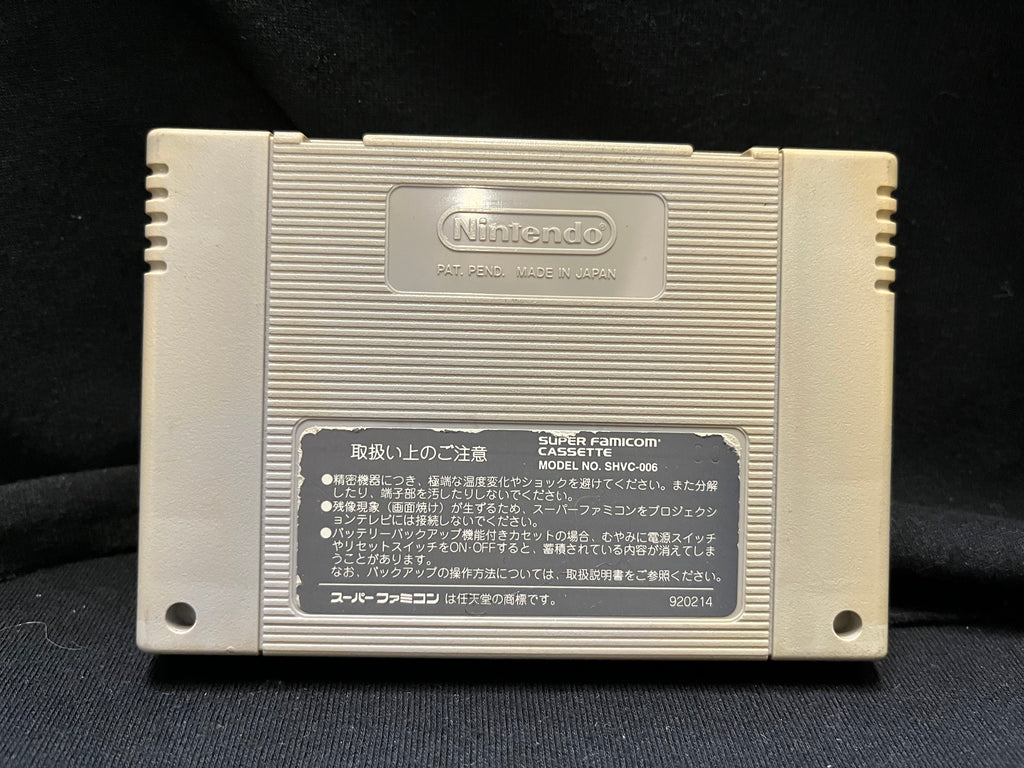 Nintendo®
PAT. PEND. MADE IN JAPAN
取扱い上のご注意
SUPER FAMICOM®
CASSETTE
MODEL NO. SHVC-006
●精密機器につき、極端な温度変化やショックを避けてください。また分解
したり、端子部を汚したりしないでください。
●残像現象（画面焼け）が生ずるため、スーパーファミコンをプロジェクシ
ョンテレビには接続しないでください。
●バッテリーバックアップ機能付きカセットの場合、むやみに電源スイッチ
やリセットスイッチをON・OFFすると、蓄積されている内容が消えてしま
うことがあります。
なお、バックアップの操作方法については、取扱説明書をご参照ください。
スーパーファミコン は任天堂の商標です。
920214